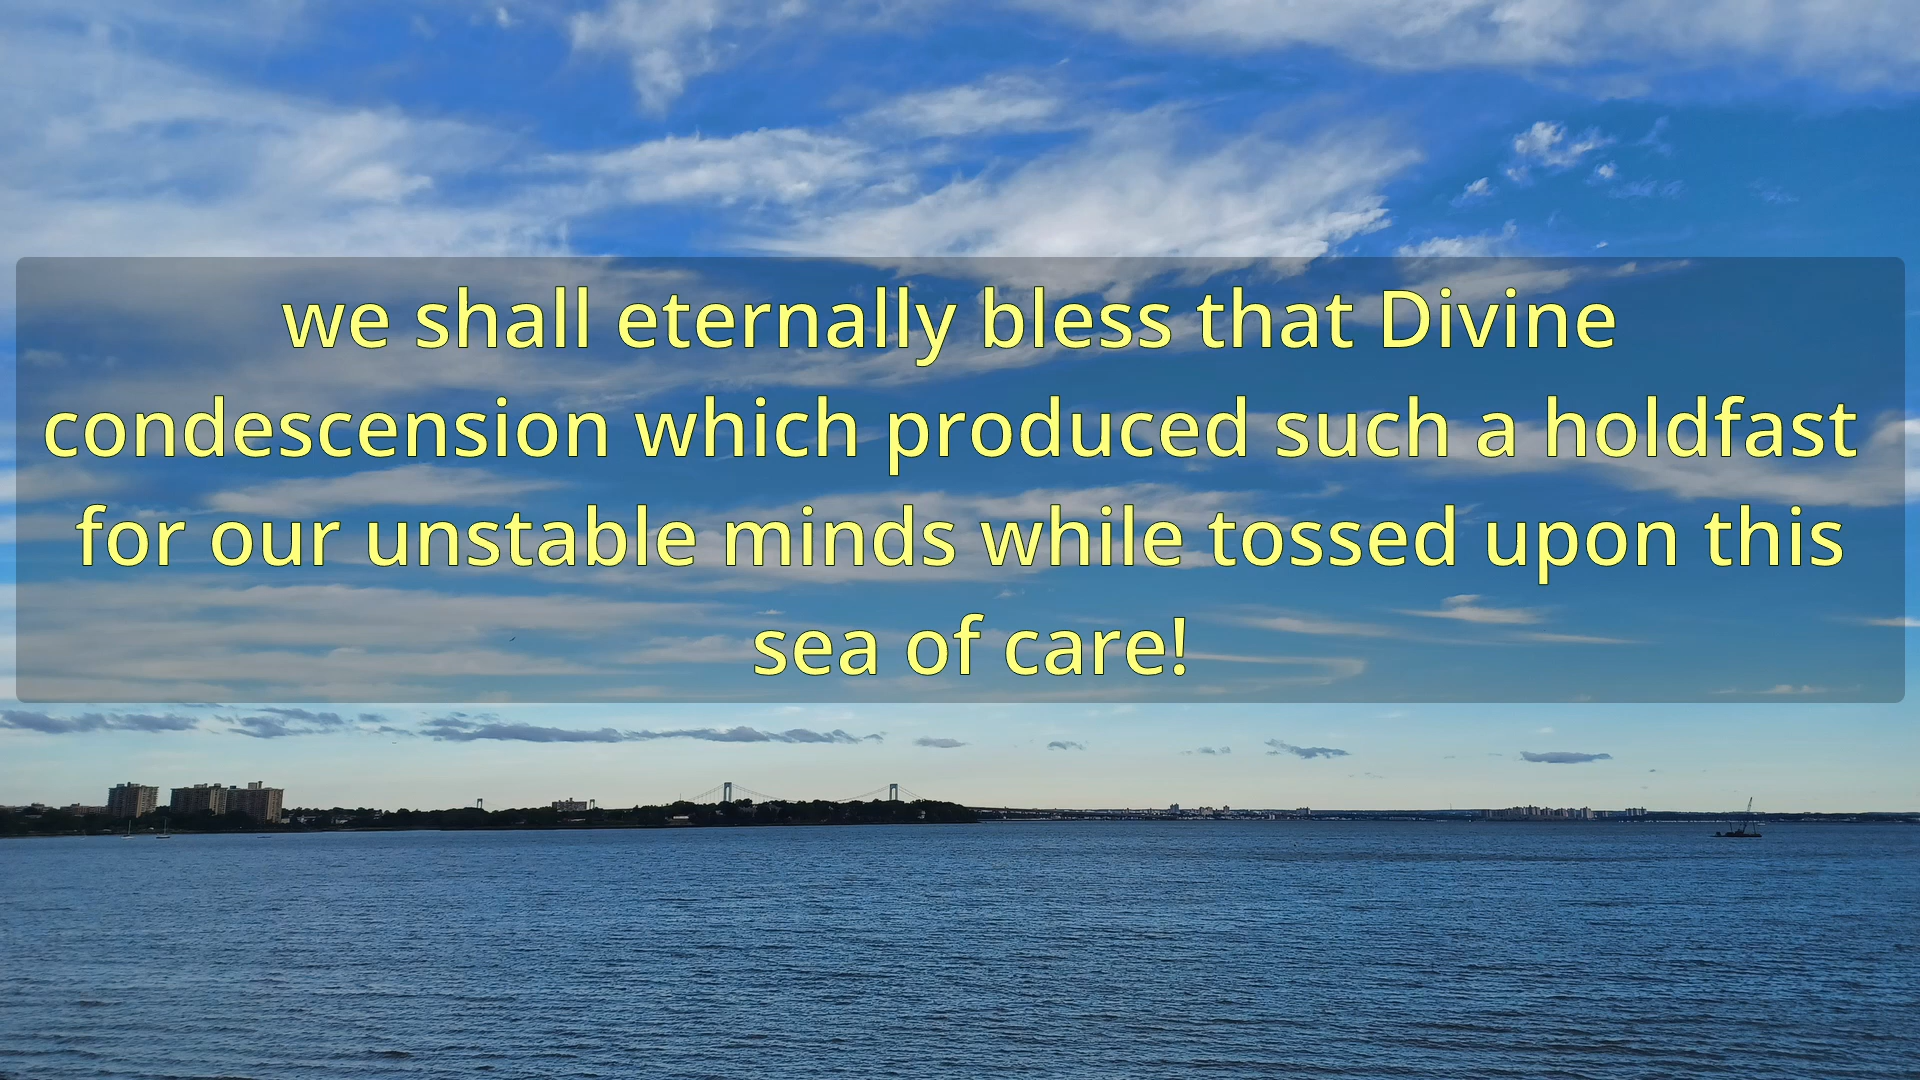 we shall eternally bless that Divine
condescension which produced such a holdfast
for our unstable minds while tossed upon this
sea of care!